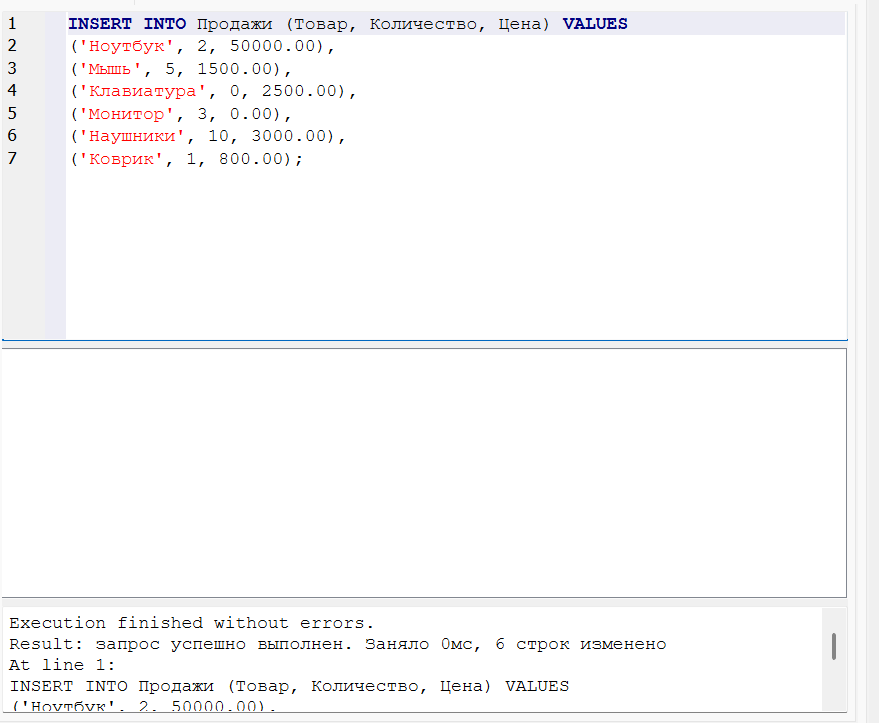 1 INSERT INTO Продажи (Товар, Количество, Цена) VALUES
2 ('Ноутбук', 2, 50000.00),
3 ('Мышь', 5, 1500.00),
4 ('Клавиатура', 0, 2500.00),
5 ('Монитор', 3, 0.00),
6 ('Наушники', 10, 3000.00),
7 ('Коврик', 1, 800.00);
Execution finished without errors.
Result: запрос успешно выполнен. Заняло 0мс, 6 строк изменено
At line 1:
INSERT INTO Продажи (Товар, Количество, Цена) VALUES
('Ноутбук', 2, 50000.00),